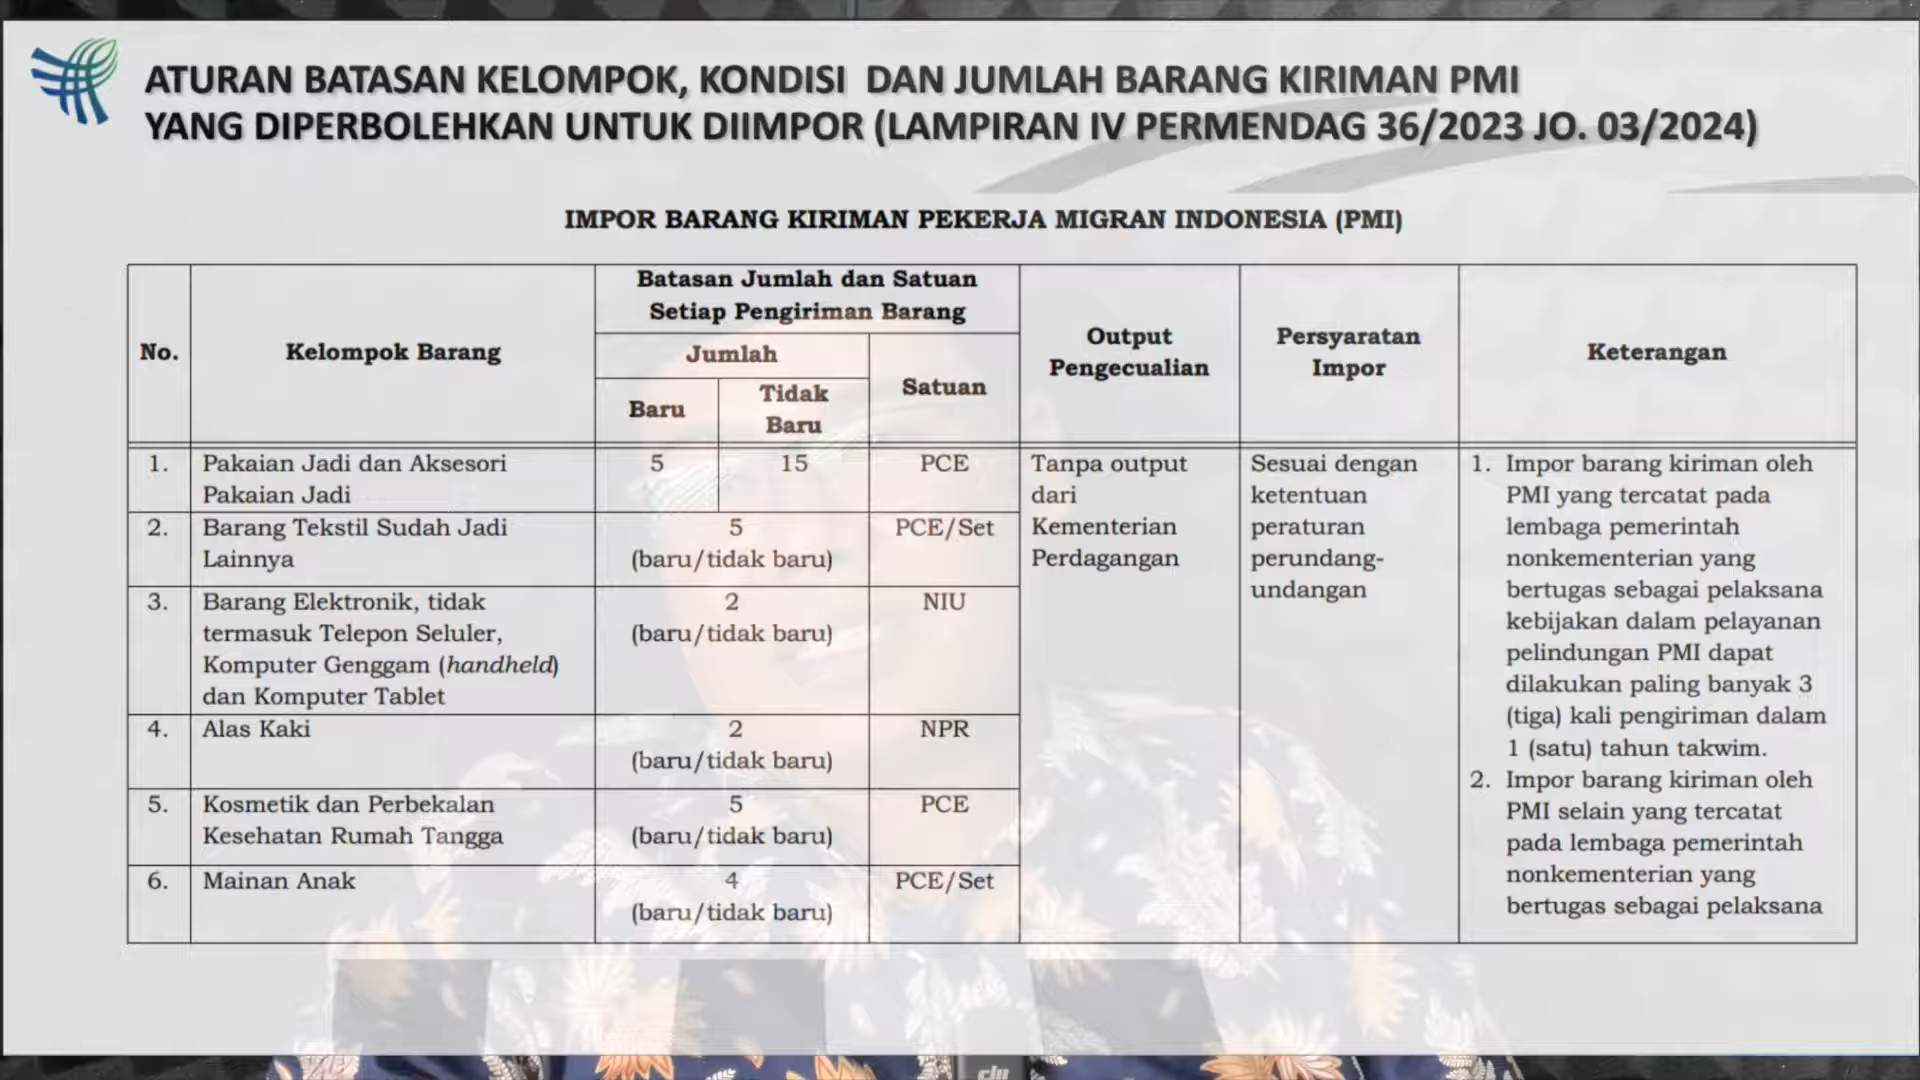 ATURAN BATASAN KELOMPOK, KONDISI DAN JUMLAH BARANG KIRIMAN PMI
YANG DIPERBOLEHKAN UNTUK DIIMPOR (LAMPIRAN IV PERMENDAG 36/2023 JO. 03/2024)
IMPOR BARANG KIRIMAN PEKERJA MIGRAN INDONESIA (PMI)
No.
Kelompok Barang
Batasan Jumlah dan Satuan
Setiap Pengiriman Barang
Jumlah
Baru
Tidak
Baru
Satuan
Output
Pengecualian
Persyaratan
Impor
Keterangan
1.
Pakaian Jadi dan Aksesori
Pakaian Jadi
5
15
PCE
2.
Barang Tekstil Sudah Jadi
Lainnya
5
(baru/tidak baru)
PCE/Set
3.
Barang Elektronik, tidak
termasuk Telepon Seluler,
Komputer Genggam (handheld)
dan Komputer Tablet
2
(baru/tidak baru)
NIU
4.
Alas Kaki
2
(baru/tidak baru)
NPR
5.
Kosmetik dan Perbekalan
Kesehatan Rumah Tangga
5
(baru/tidak baru)
PCE
6.
Mainan Anak
4
(baru/tidak baru)
PCE/Set
Tanpa output
dari
Kementerian
Perdagangan
Sesuai dengan
ketentuan
peraturan
perundang-
undangan
1. Impor barang kiriman oleh
PMI yang tercatat pada
lembaga pemerintah
nonkementerian yang
bertugas sebagai pelaksana
kebijakan dalam pelayanan
pelindungan PMI dapat
dilakukan paling banyak 3
(tiga) kali pengiriman dalam
1 (satu) tahun takwim.
2. Impor barang kiriman oleh
PMI selain yang tercatat
pada lembaga pemerintah
nonkementerian yang
bertugas sebagai pelaksana
dji